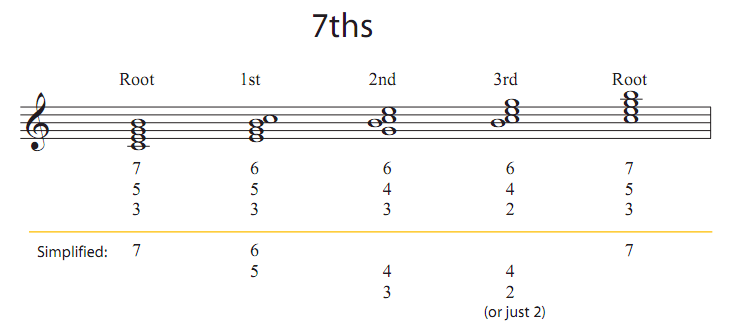 7ths
Root 1st 2nd 3rd Root
7 6 6 6 7
5 5 4 4 5
3 3 3 2 3
Simplified: 7 6 7
5 4 4
3 2
(or just 2)